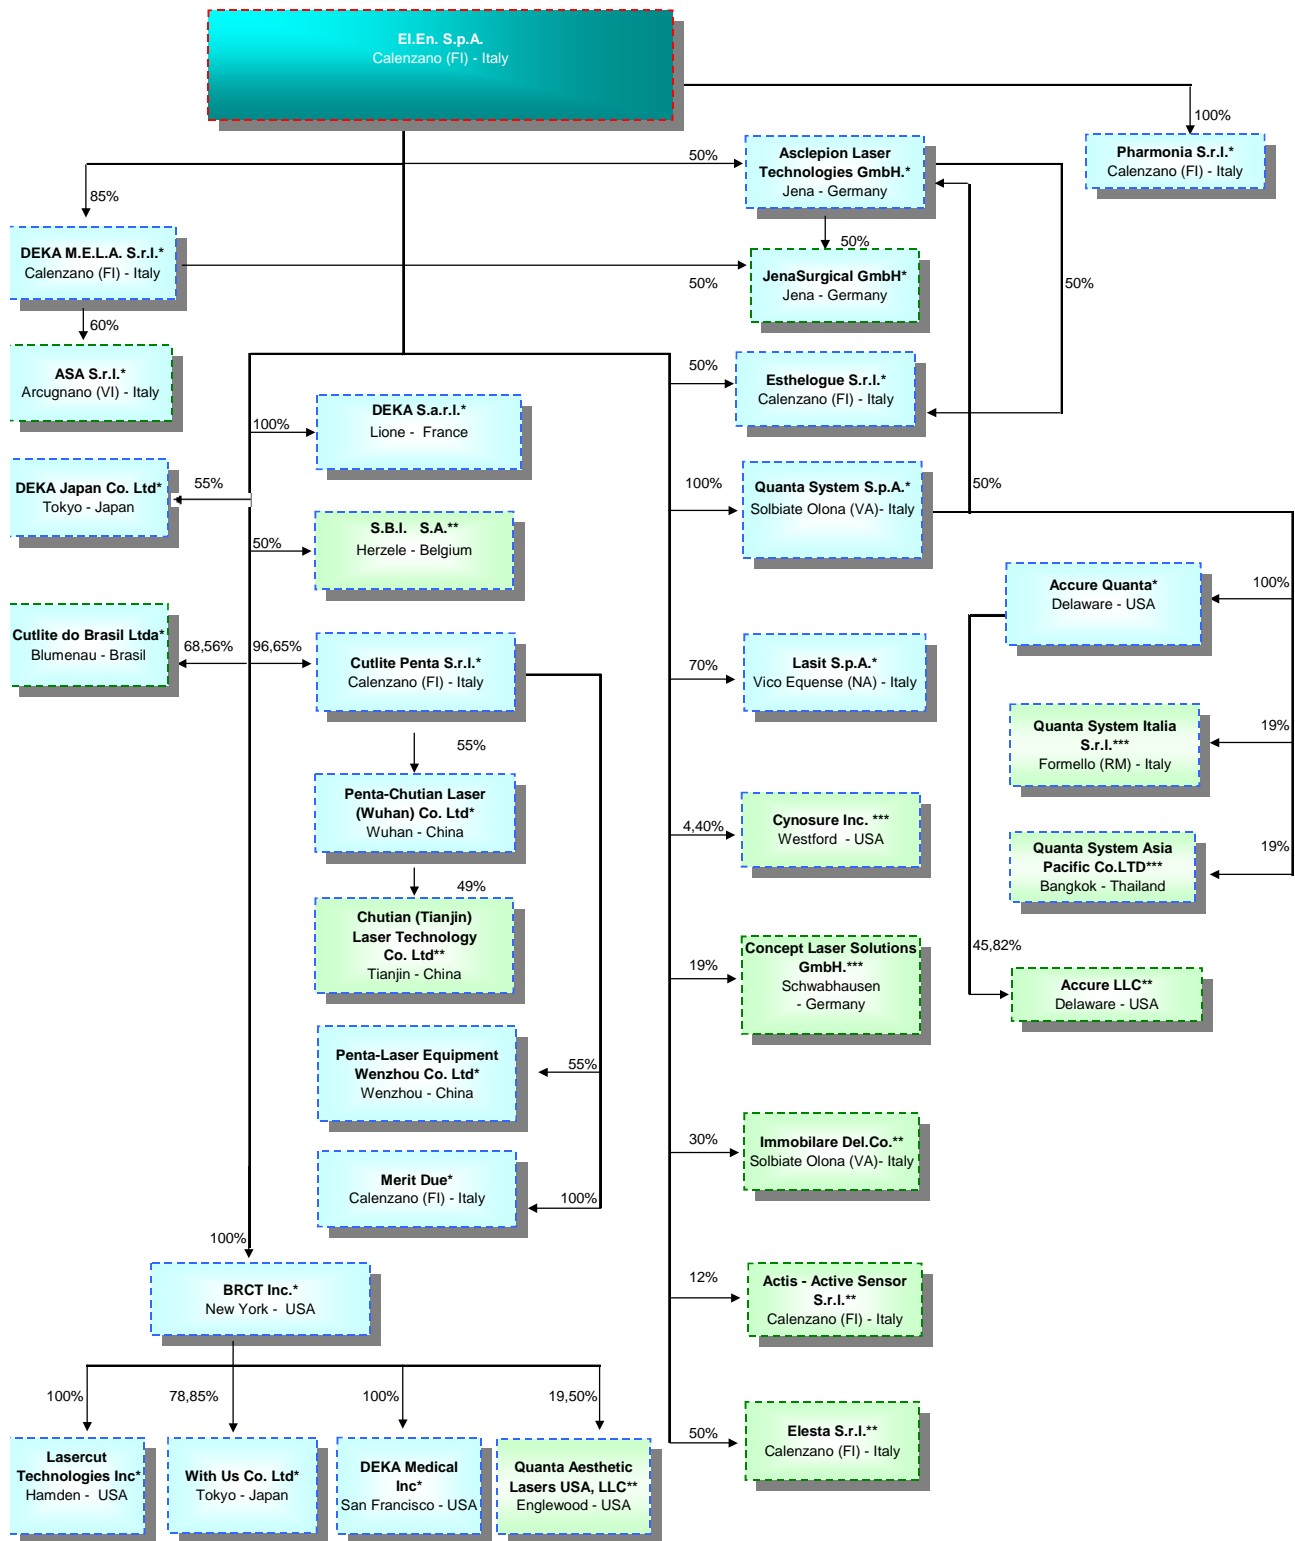 El.En. S.p.A.
Calenzano (FI) - Italy
100%
Pharmonia S.r.l.*
Calenzano (FI) - Italy
50%
Asclepion Laser
Technologies GmbH.*
Jena - Germany
85%
DEKA M.E.L.A. S.r.l.*
Calenzano (FI) - Italy
50%
50%
JenaSurgical GmbH*
Jena - Germany
50%
60%
ASA S.r.l.*
Arcugnano (VI) - Italy
50%
Esthelogue S.r.l.*
Calenzano (FI) - Italy
100%
DEKA S.a.r.l.*
Lione - France
55%
DEKA Japan Co. Ltd*
Tokyo - Japan
100%
Quanta System S.p.A.*
Solbiate Olona (VA)- Italy
50%
50%
S.B.I. S.A.**
Herzele - Belgium
Accure Quanta*
Delaware - USA
100%
68,56%
Cutlite do Brasil Ltda*
Blumenau - Brasil
96,65%
Cutlite Penta S.r.l.*
Calenzano (FI) - Italy
70%
Lasit S.p.A.*
Vico Equense (NA) - Italy
Quanta System Italia
S.r.l.***
Formello (RM) - Italy
19%
55%
Penta-Chutian Laser
(Wuhan) Co. Ltd*
Wuhan - China
4,40%
Cynosure Inc. ***
Westford - USA
Quanta System Asia
Pacific Co.LTD***
Bangkok - Thailand
19%
49%
Chutian (Tianjin)
Laser Technology
Co. Ltd**
Tianjin - China
19%
Concept Laser Solutions
GmbH.***
Schwabhausen
- Germany
45,82%
Accure LLC**
Delaware - USA
Penta-Laser Equipment
Wenzhou Co. Ltd*
Wenzhou - China
55%
30%
Immobilare Del.Co.**
Solbiate Olona (VA)- Italy
Merit Due*
Calenzano (FI) - Italy
100%
100%
BRCT Inc.*
New York - USA
12%
Actis - Active Sensor
S.r.l.**
Calenzano (FI) - Italy
100%
78,85%
100%
19,50%
50%
Elesta S.r.l.**
Calenzano (FI) - Italy
Lasercut
Technologies Inc*
Hamden - USA
With Us Co. Ltd*
Tokyo - Japan
DEKA Medical
Inc*
San Francisco - USA
Quanta Aesthetic
Lasers USA, LLC**
Englewood - USA